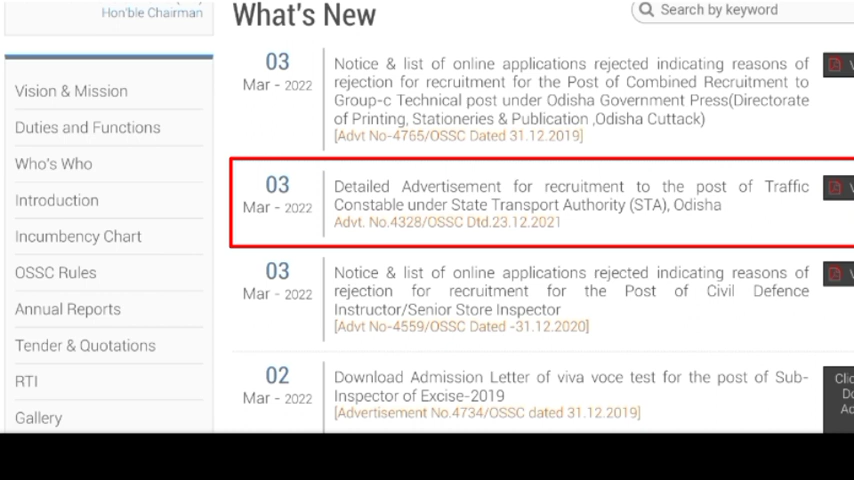 Hon'ble Chairman
Vision & Mission
Duties and Functions
Who's Who
Introduction
Incumbency Chart
OSSC Rules
Annual Reports
Tender & Quotations
RTI
Gallery
What's New
Search by keyword
03
Mar - 2022
Notice & list of online applications rejected indicating reasons of
rejection for recruitment for the Post of Combined Recruitment to
Group-c Technical post under Odisha Government Press(Directorate
of Printing, Stationeries & Publication ,Odisha Cuttack)
[Advt No-4765/OSSC Dated 31.12.2019]
03
Mar - 2022
Detailed Advertisement for recruitment to the post of Traffic
Constable under State Transport Authority (STA), Odisha
Advt. No.4328/OSSC Dtd.23.12.2021
03
Mar - 2022
Notice & list of online applications rejected indicating reasons of
rejection for recruitment for the Post of Civil Defence
Instructor/Senior Store Inspector
[Advt No-4559/OSSC Dated -31.12.2020]
02
Mar - 2022
Download Admission Letter of viva voce test for the post of Sub-
Inspector of Excise-2019
[Advertisement No.4734/OSSC dated 31.12.2019]